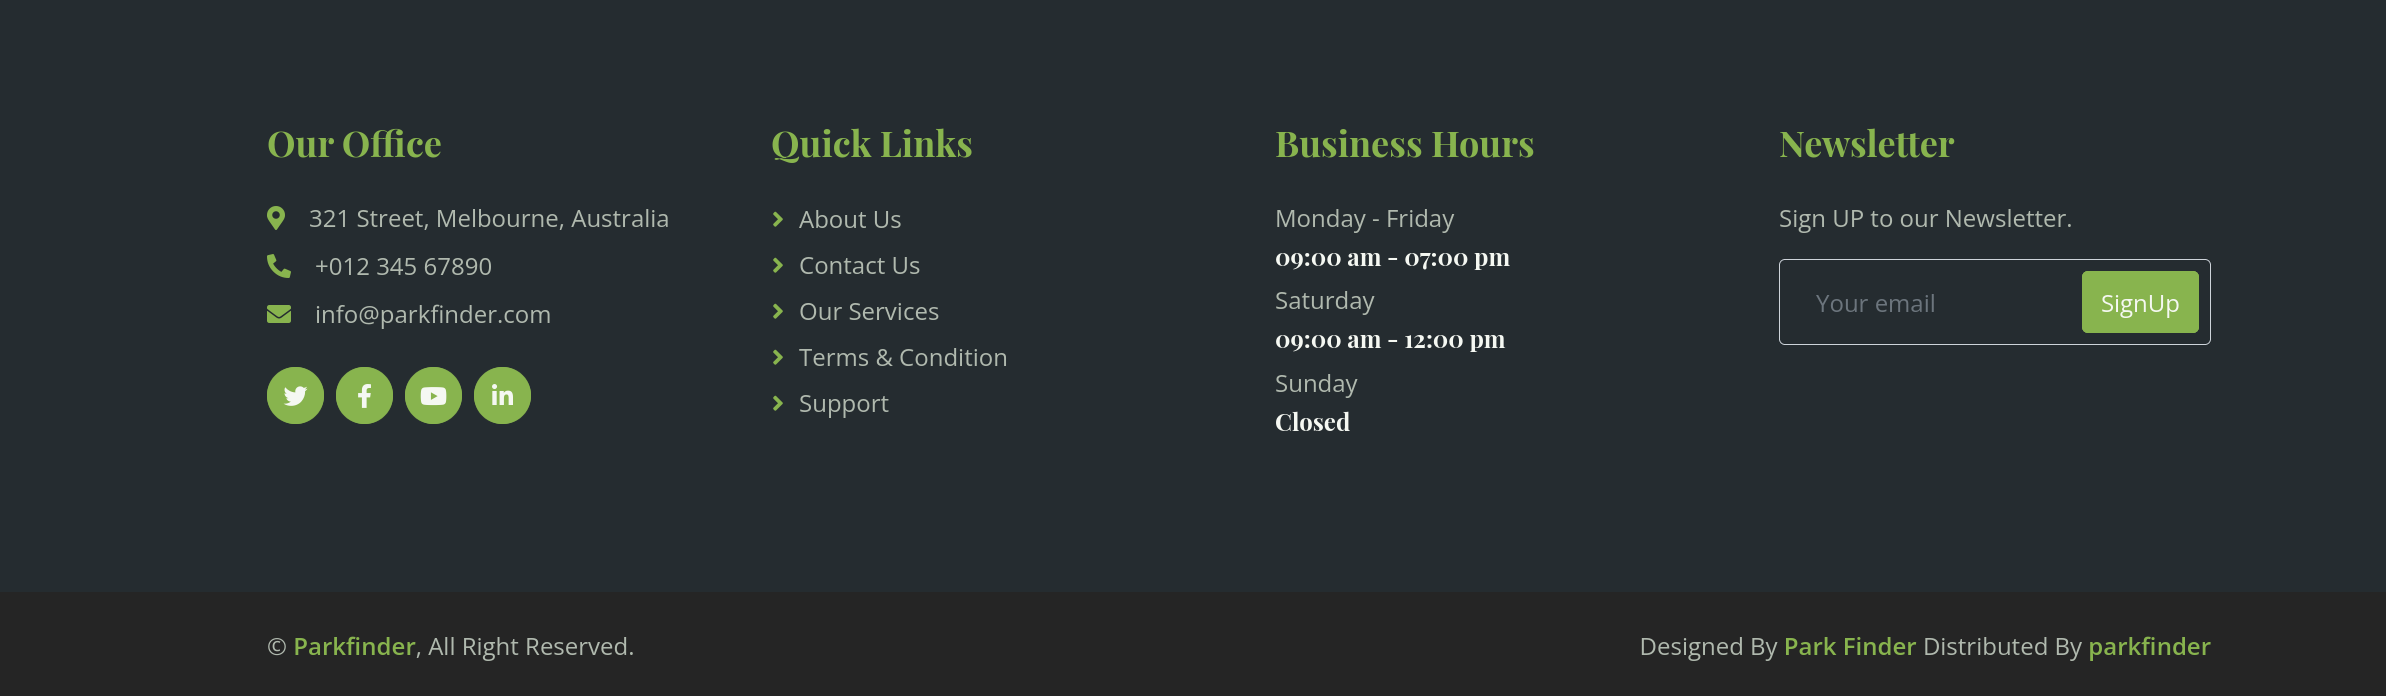 Our Office
321 Street, Melbourne, Australia
+012 345 67890
info@parkfinder.com
Quick Links
About Us
Contact Us
Our Services
Terms & Condition
Support
Business Hours
Monday - Friday
09:00 am - 07:00 pm
Saturday
09:00 am - 12:00 pm
Sunday
Closed
Newsletter
Sign UP to our Newsletter.
Your email
SignUp
© Parkfinder, All Right Reserved.
Designed By Park Finder Distributed By parkfinder